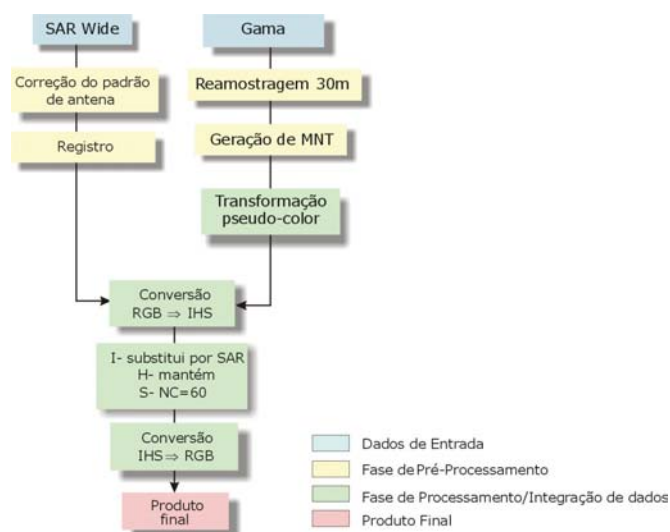 SAR Wide
Gama
Correção do padrão
de antena
Reamostragem 30m
Registro
Geração de MNT
Transformação
pseudo-color
Conversão
RGB ⇒ IHS
I- substitui por SAR
H- mantém
S- NC=60
Conversão
IHS⇒ RGB
Produto
final
Dados de Entrada
Fase de Pré-Processamento
Fase de Processamento/Integração de dados
Produto Final